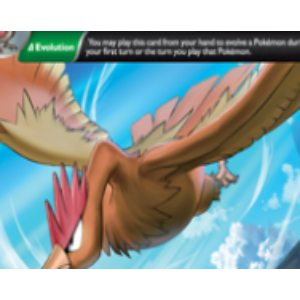 Δ Evolution
You may play this card from your hand to evolve a Pokémon du
your first turn or the turn you play that Pokémon.